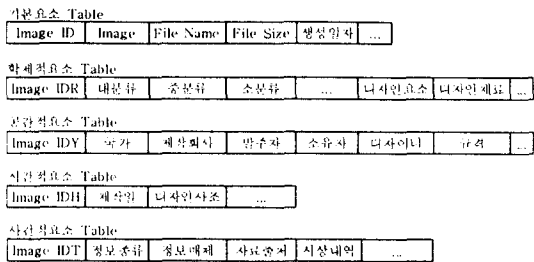 기본요소 Table
Image ID Image File Name File Size 생성일자 ...
학제적요소 Table
Image IDR 대분류 중분류 소분류 ... 디자인요소 디자인재료 ...
공간적요소 Table
Image IDY 국가 제작회사 발주자 소유자 디자이너 규격 ...
시간적요소 Table
Image IDH 제작일 디자인사조 ...
사건적요소 Table
Image IDT 정보종류 정보매체 자료출처 시상내역 ...